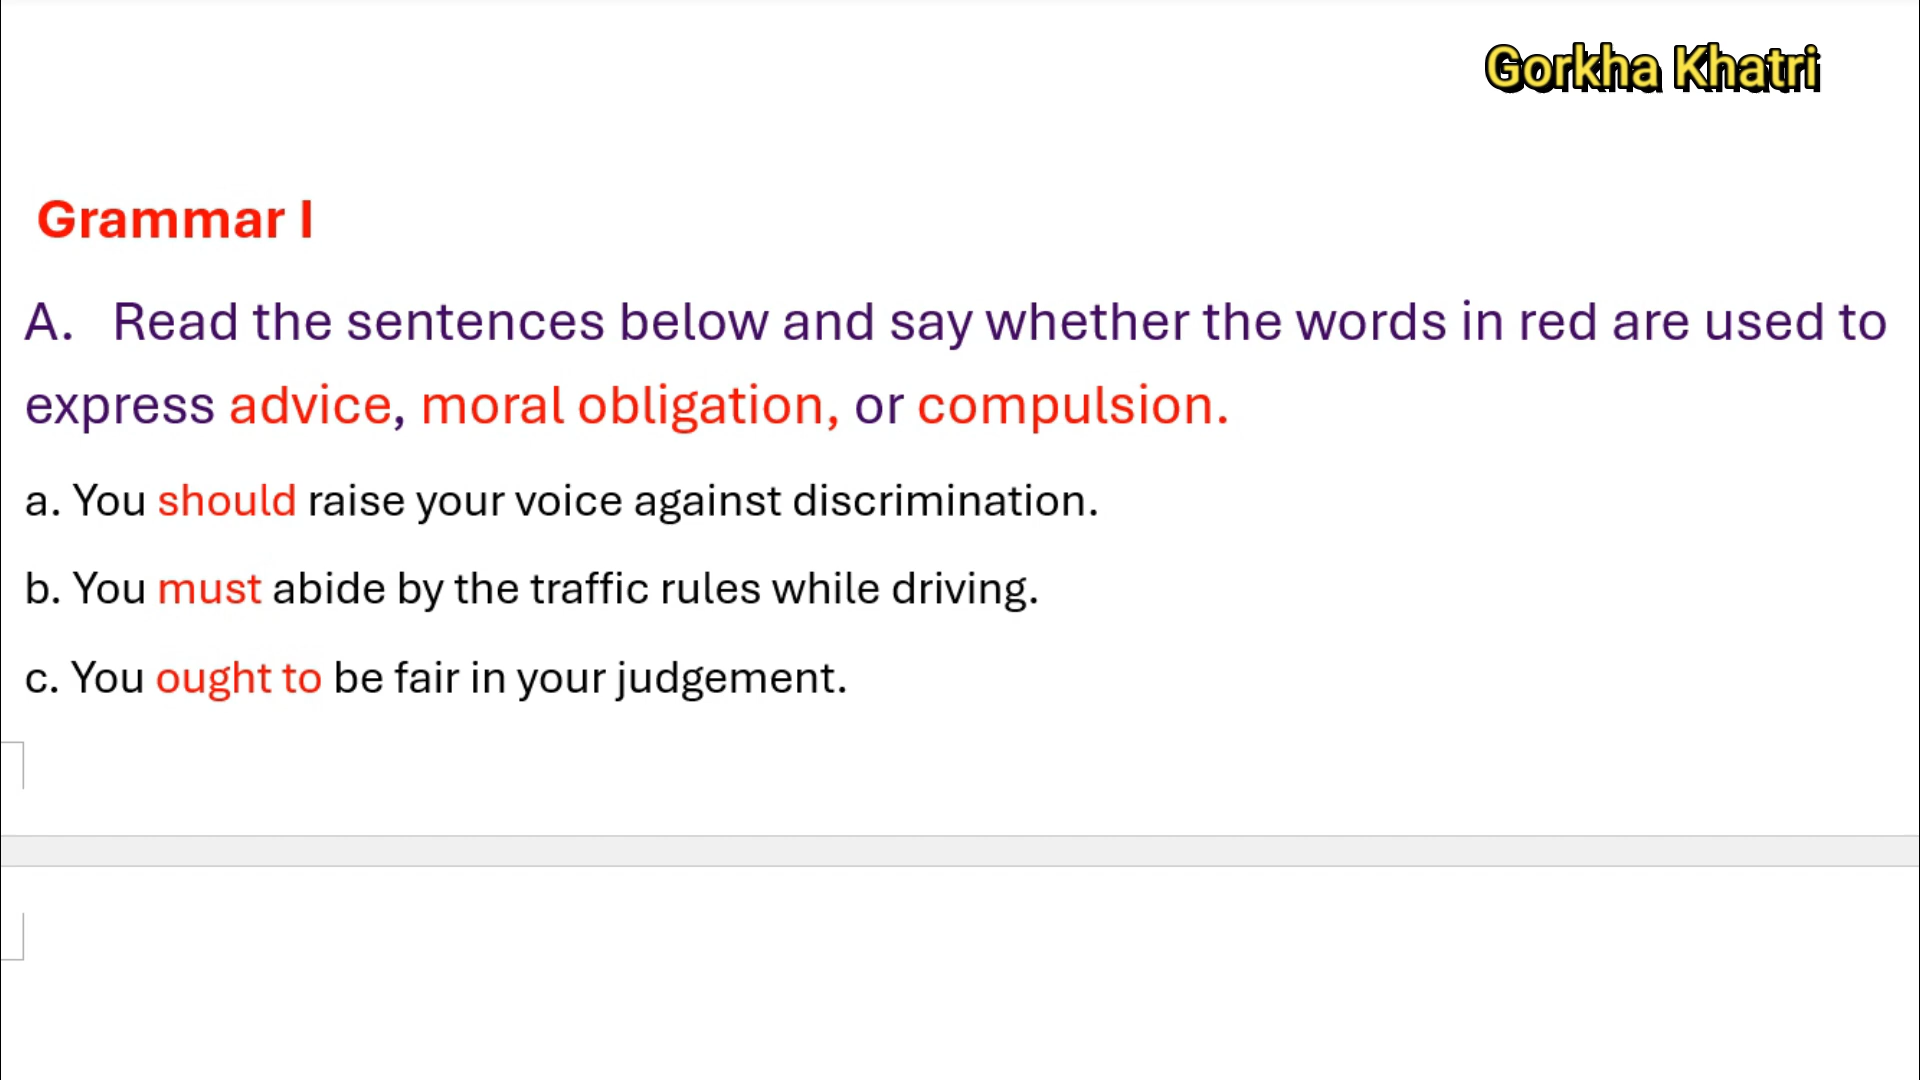 Gorkha Khatri
Grammar I
A. Read the sentences below and say whether the words in red are used to
express advice, moral obligation, or compulsion.
a. You should raise your voice against discrimination.
b. You must abide by the traffic rules while driving.
c. You ought to be fair in your judgement.